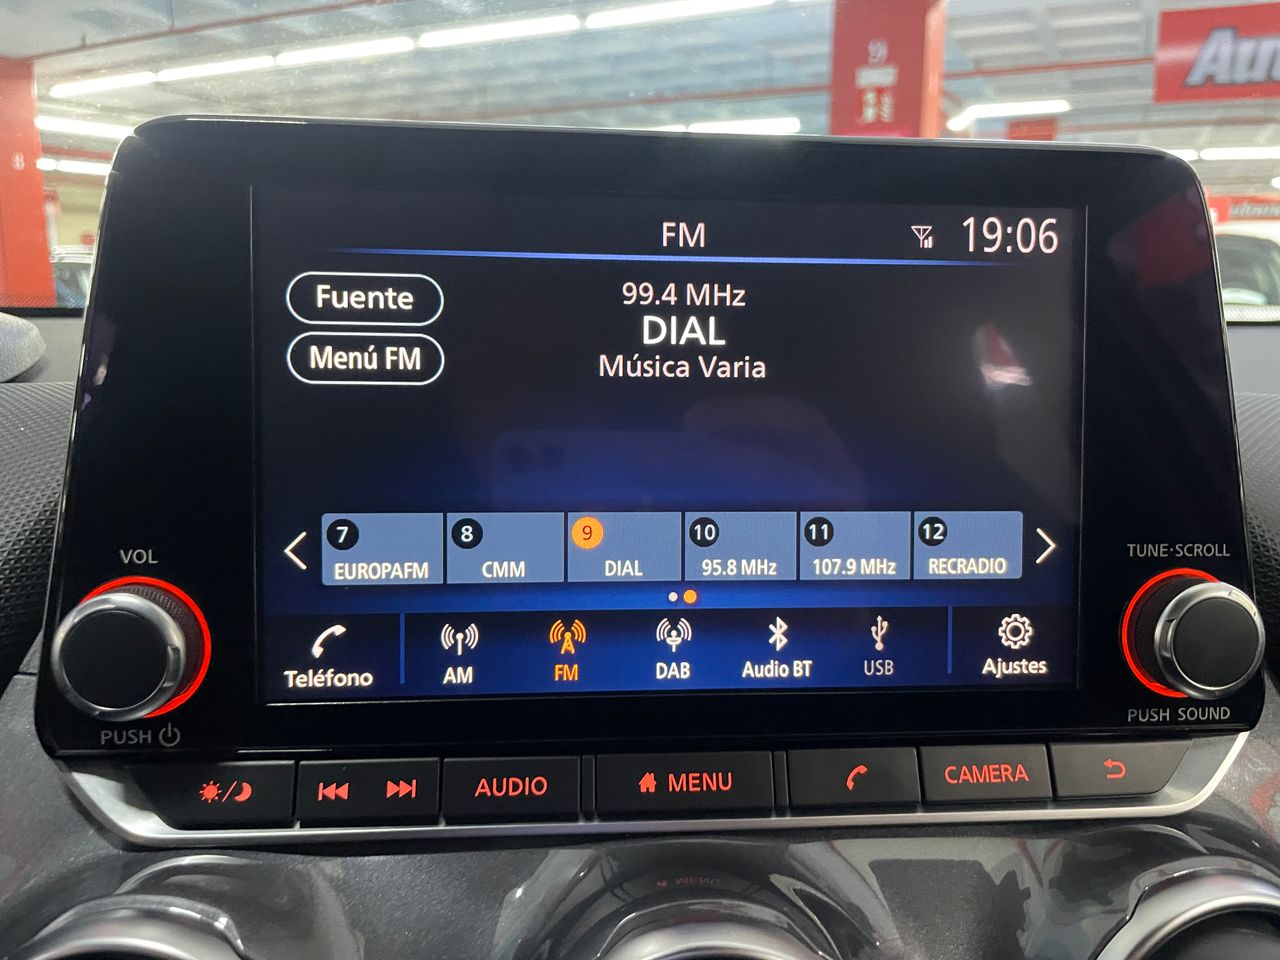 FM
19:06
Fuente
Menú FM
99.4 MHz
DIAL
Música Varia
7
EUROPAFM
8
CMM
9
DIAL
10
95.8 MHz
11
107.9 MHz
12
RECRADIO
Teléfono
AM
FM
DAB
Audio BT
USB
Ajustes
VOL
PUSH
TUNE·SCROLL
PUSH SOUND
AUDIO
MENU
CAMERA